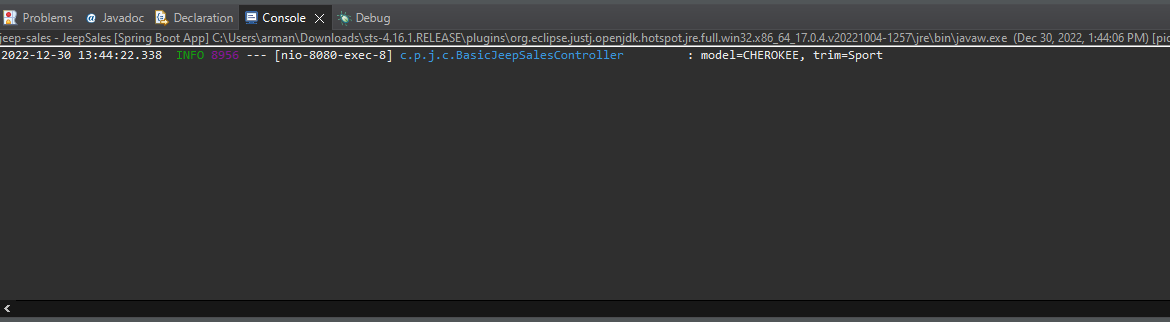 Problems Javadoc Declaration Console Debug
jeep-sales - JeepSales [Spring Boot App] C:\Users\arman\Downloads\sts-4.16.1.RELEASE\plugins\org.eclipse.justj.openjdk.hotspot.jre.full.win32.x86_64_17.0.4.v20221004-1257\jre\bin\javaw.exe (Dec 30, 2022, 1:44:06 PM) [pid
2022-12-30 13:44:22.338 INFO 8956 --- [nio-8080-exec-8] c.p.j.c.BasicJeepSalesController : model=CHEROKEE, trim=Sport